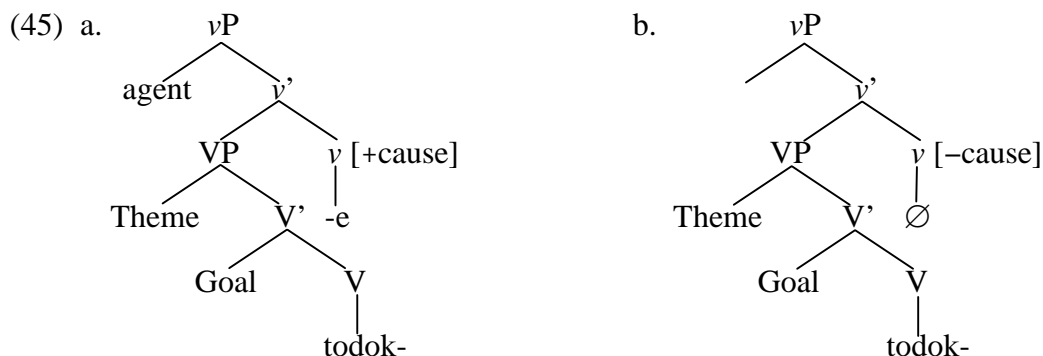 (45) a. vP b. vP
agent v’ v’
VP v [+cause] VP v [−cause]
Theme V’ -e Theme V’ ∅
Goal V Goal V
todok- todok-